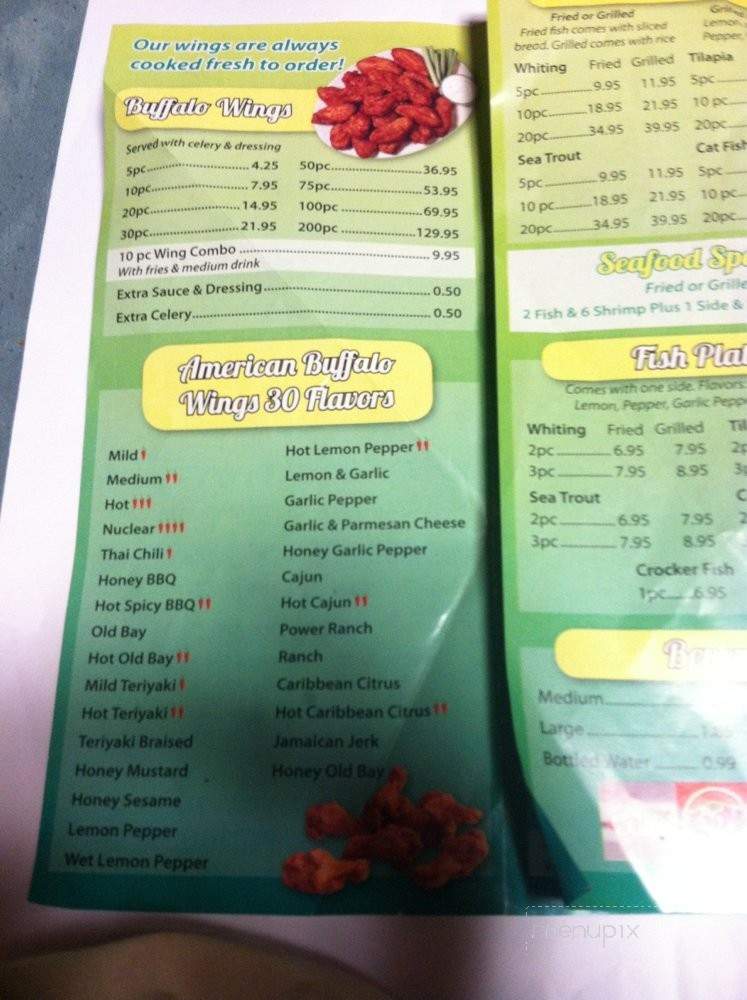 Our wings are always
cooked fresh to order!
Buffalo Wings
Served with celery & dressing
5pc 4.25 50pc 36.95
10pc 7.95 75pc 53.95
20pc 14.95 100pc 69.95
30pc 21.95 200pc 129.95
10 pc Wing Combo 9.95
With fries & medium drink
Extra Sauce & Dressing 0.50
Extra Celery 0.50
American Buffalo
Wings 30 Flavors
Mild
Medium
Hot
Nuclear
Thai Chili
Honey BBQ
Hot Spicy BBQ
Old Bay
Hot Old Bay
Mild Teriyaki
Hot Teriyaki
Teriyaki Braised
Honey Mustard
Honey Sesame
Lemon Pepper
Wet Lemon Pepper
Hot Lemon Pepper
Lemon & Garlic
Garlic Pepper
Garlic & Parmesan Cheese
Honey Garlic Pepper
Cajun
Hot Cajun
Power Ranch
Ranch
Caribbean Citrus
Hot Caribbean Citrus
Jamaican Jerk
Honey Old Bay
Fried or Grilled
Fried fish comes with sliced
bread. Grilled comes with rice
Lemon,
Pepper,
Whiting Fried Grilled Tilapia
5pc 9.95 11.95 5pc
10pc 18.95 21.95 10 pc
20pc 34.95 39.95 20pc
Sea Trout Cat Fish
5pc 9.95 11.95 5pc
10 pc 18.95 21.95 10 pc
20pc 34.95 39.95 20pc
Seafood
Fried or
2 Fish & 6 Shrimp Plus 1 Side &
Fish
Comes with one side. Flavors
Lemon, Pepper, Garlic
Whiting Fried Grilled
2pc 6.95 7.95
3pc 7.95 8.95
Sea Trout
2pc 6.95 7.95
3pc 7.95 8.95
Crocker Fish
1pc 6.95
Medium
Large
Bottled Water 0.99
menupix